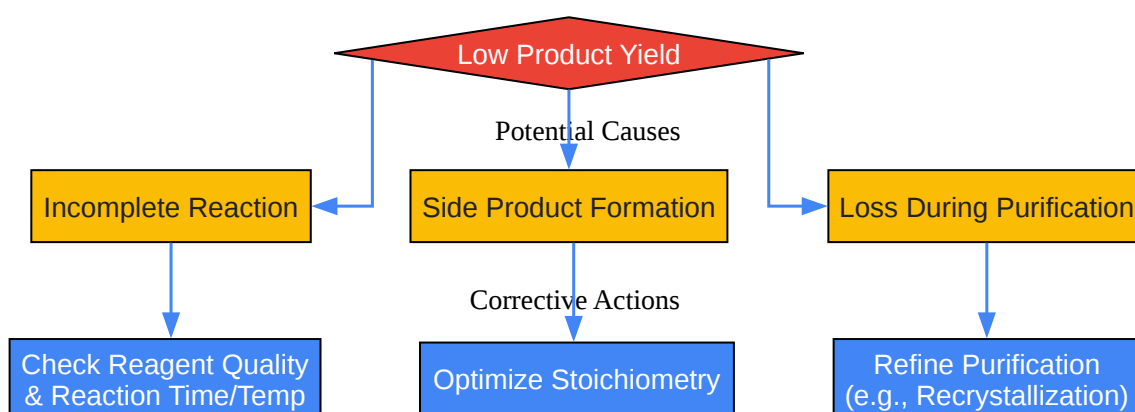 Low Product Yield
Potential Causes
Incomplete Reaction
Side Product Formation
Loss During Purification
Corrective Actions
Check Reagent Quality
& Reaction Time/Temp
Optimize Stoichiometry
Refine Purification
(e.g., Recrystallization)